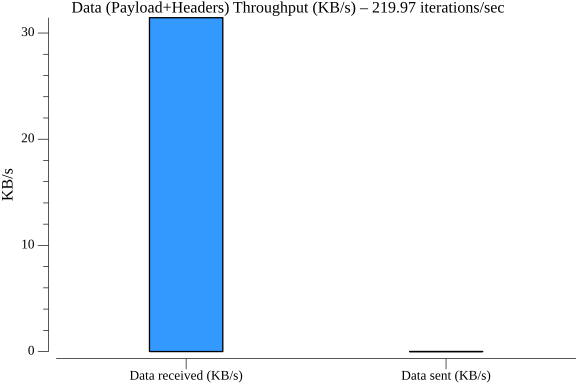 Data (Payload+Headers) Throughput (KB/s) – 219.97 iterations/sec
KB/s
30
20
10
0
Data received (KB/s)
Data sent (KB/s)